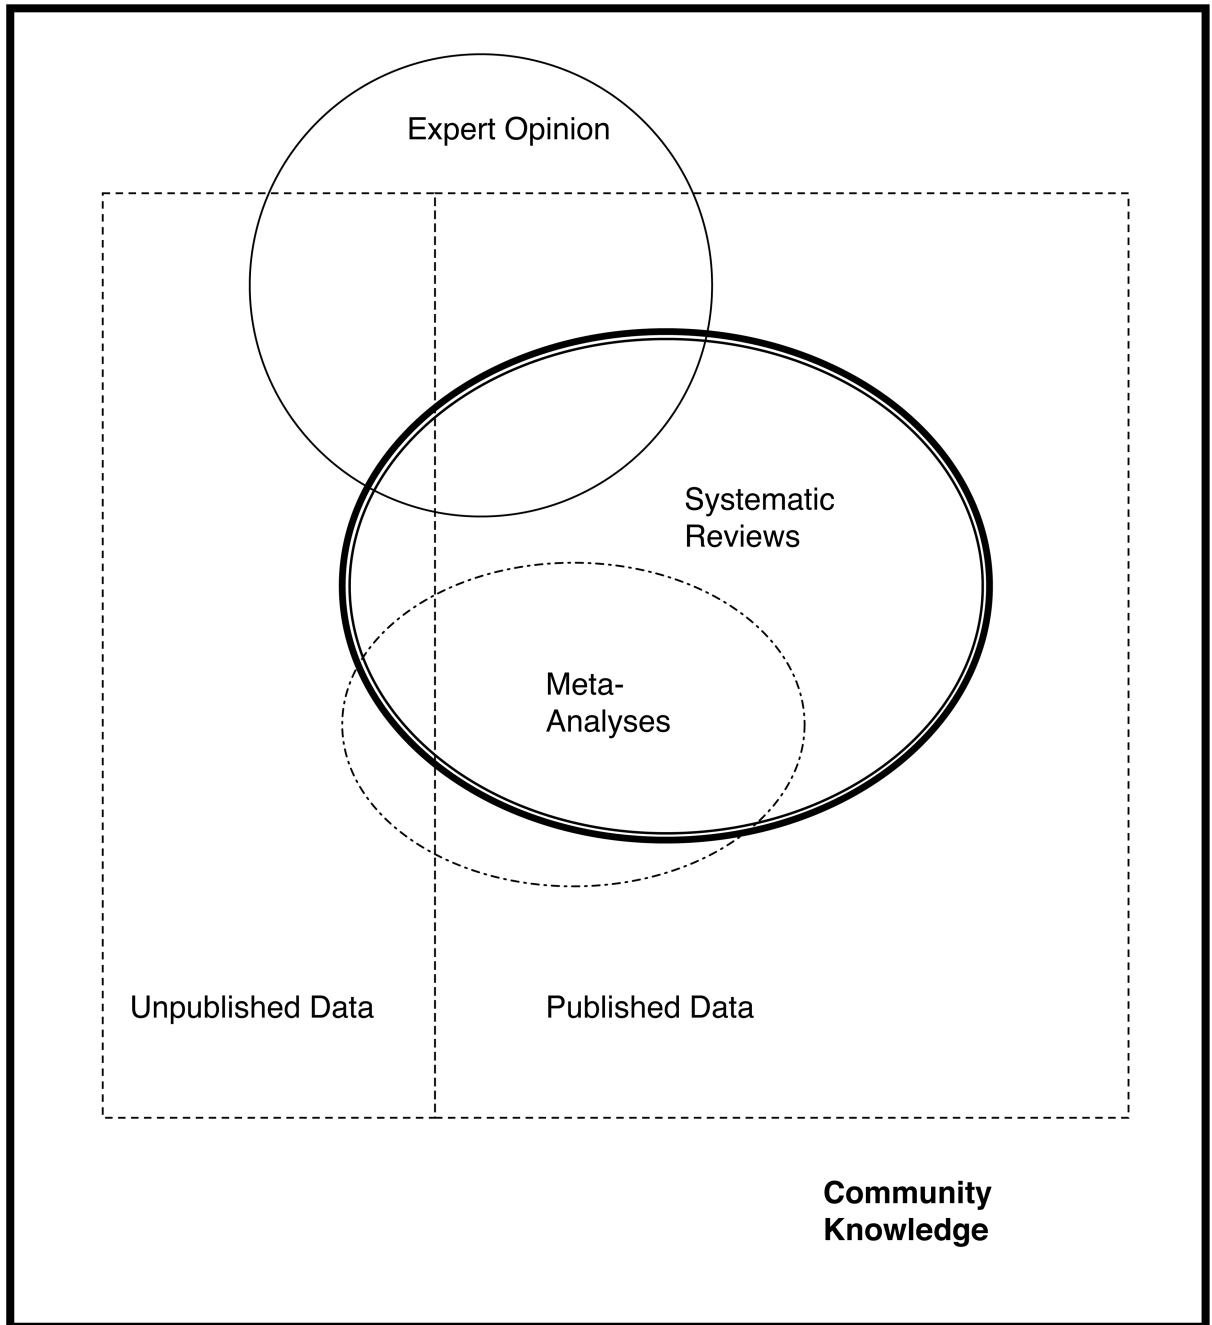 Expert Opinion
Systematic
Reviews
Meta-
Analyses
Unpublished Data
Published Data
Community
Knowledge